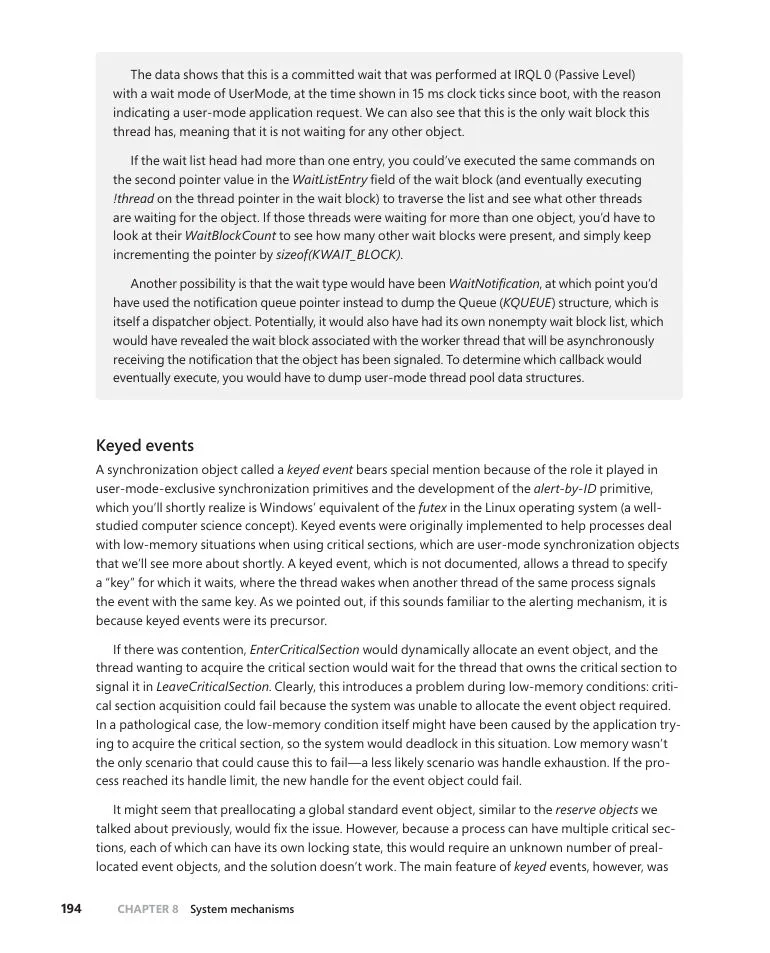 The data shows that this is a committed wait that was performed at IRQL 0 (Passive Level)
with a wait mode of UserMode, at the time shown in 15 ms clock ticks since boot, with the reason
indicating a user-mode application request. We can also see that this is the only wait block this
thread has, meaning that it is not waiting for any other object.
If the wait list head had more than one entry, you could’ve executed the same commands on
the second pointer value in the WaitListEntry field of the wait block (and eventually executing
!thread on the thread pointer in the wait block) to traverse the list and see what other threads
are waiting for the object. If those threads were waiting for more than one object, you’d have to
look at their WaitBlockCount to see how many other wait blocks were present, and simply keep
incrementing the pointer by sizeof(KWAIT_BLOCK).
Another possibility is that the wait type would have been WaitNotification, at which point you’d
have used the notification queue pointer instead to dump the Queue (KQUEUE) structure, which is
itself a dispatcher object. Potentially, it would also have had its own nonempty wait block list, which
would have revealed the wait block associated with the worker thread that will be asynchronously
receiving the notification that the object has been signaled. To determine which callback would
eventually execute, you would have to dump user-mode thread pool data structures.
Keyed events
A synchronization object called a keyed event bears special mention because of the role it played in
user-mode-exclusive synchronization primitives and the development of the alert-by-ID primitive,
which you’ll shortly realize is Windows’ equivalent of the futex in the Linux operating system (a well-
studied computer science concept). Keyed events were originally implemented to help processes deal
with low-memory situations when using critical sections, which are user-mode synchronization objects
that we’ll see more about shortly. A keyed event, which is not documented, allows a thread to specify
a “key” for which it waits, where the thread wakes when another thread of the same process signals
the event with the same key. As we pointed out, if this sounds familiar to the alerting mechanism, it is
because keyed events were its precursor.
If there was contention, EnterCriticalSection would dynamically allocate an event object, and the
thread wanting to acquire the critical section would wait for the thread that owns the critical section to
signal it in LeaveCriticalSection. Clearly, this introduces a problem during low-memory conditions: criti-
cal section acquisition could fail because the system was unable to allocate the event object required.
In a pathological case, the low-memory condition itself might have been caused by the application try-
ing to acquire the critical section, so the system would deadlock in this situation. Low memory wasn’t
the only scenario that could cause this to fail—a less likely scenario was handle exhaustion. If the pro-
cess reached its handle limit, the new handle for the event object could fail.
It might seem that preallocating a global standard event object, similar to the reserve objects we
talked about previously, would fix the issue. However, because a process can have multiple critical sec-
tions, each of which can have its own locking state, this would require an unknown number of preal-
located event objects, and the solution doesn’t work. The main feature of keyed events, however, was
194 CHAPTER 8 System mechanisms